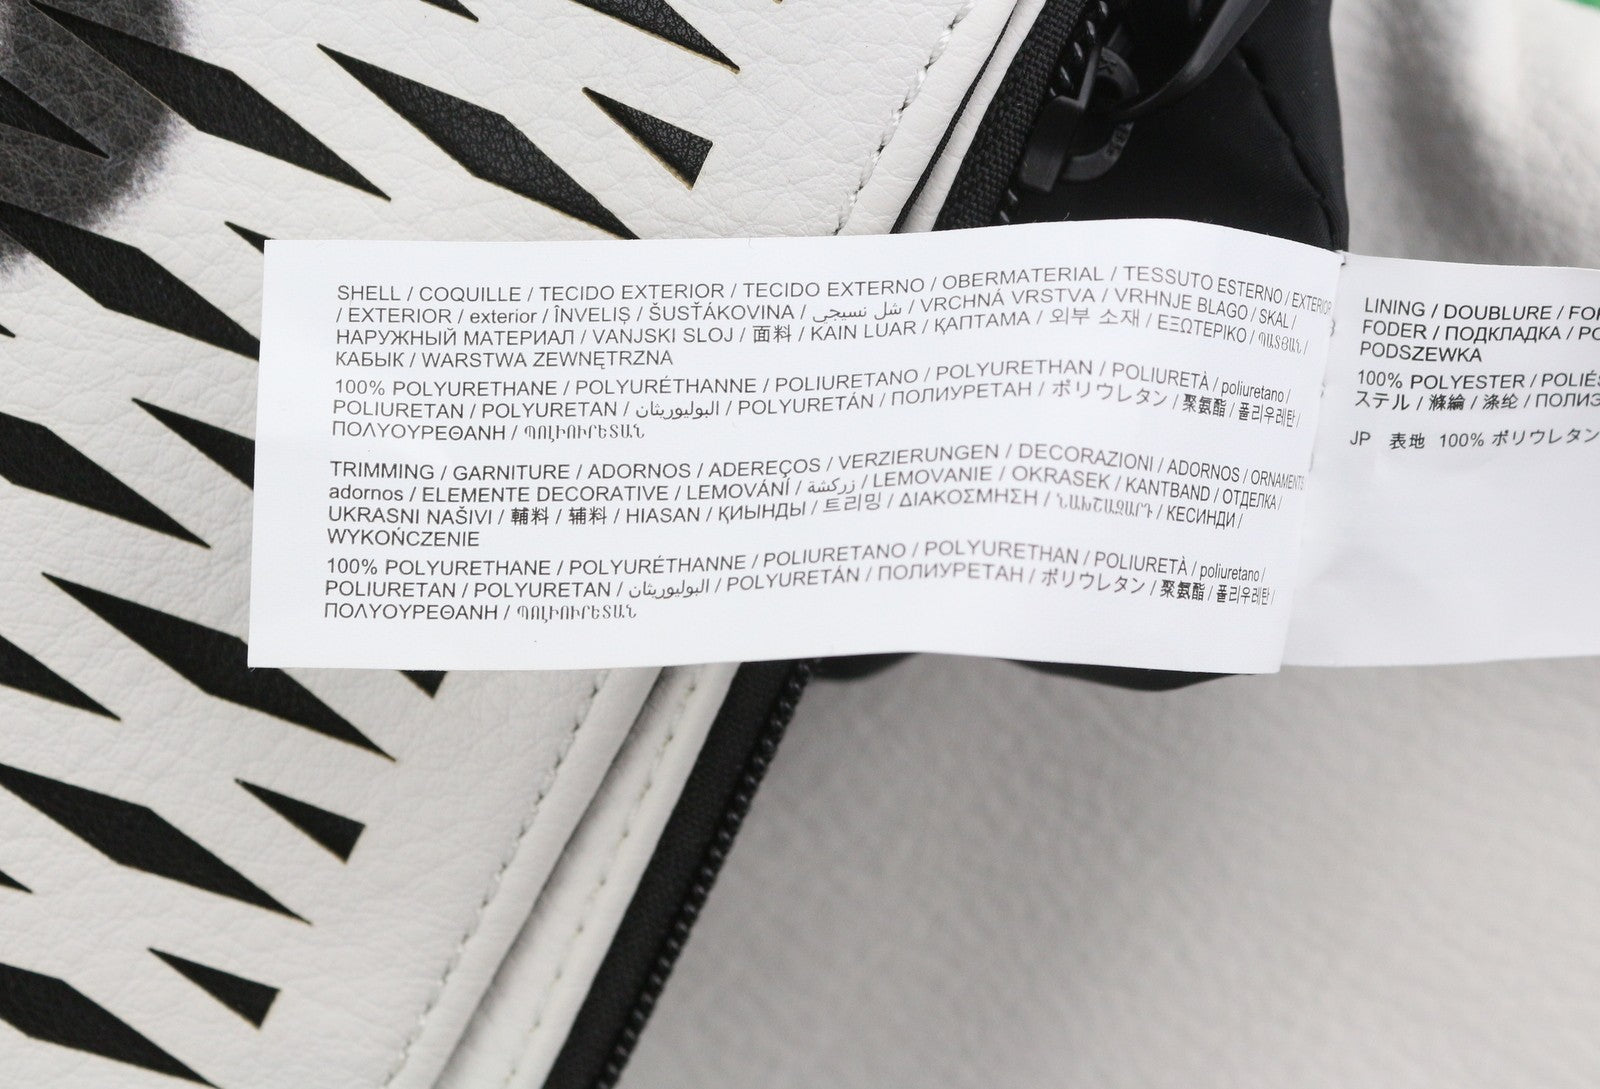 SHELL / COQUILLE / TECIDO EXTERIOR / TECIDO EXTERNO / OBERMATERIAL / TESSUTO ESTERNO / EXTERIOR
/ EXTERIOR / exterior / ÎNVELIȘ / ŠUSŤÁKOVINA / شل نسيجي / VRCHNÁ VRSTVA / VRHNJE BLAGO / SKAL /
НАРУЖНЫЙ МАТЕРИАЛ / VANJSKI SLOJ / 面料 / KAIN LUAR / ҚАПТАМА / 외부 소재 / ΕΞΩΤΕΡΙΚΟ / ՊԱՏՅԱՆ /
КАБЫК / WARSTWA ZEWNĘTRZNA
100% POLYURETHANE / POLYURÉTHANNE / POLIURETANO / POLYURETHAN / POLIURETÀ / poliuretano /
POLIURETAN / POLYURETAN / البوليوريثان / POLYURETÁN / ПОЛИУРЕТАН / ポリウレタン / 聚氨酯 / 폴리우레탄 /
ΠΟΛΥΟΥΡΕΘΑΝΗ / ՊՈԼԻՈՒՐԵՏԱՆ
TRIMMING / GARNITURE / ADORNOS / ADEREÇOS / VERZIERUNGEN / DECORAZIONI / ADORNOS / ORNAMENTS
adornos / ELEMENTE DECORATIVE / LEMOVÁNÍ / زركشة / LEMOVANIE / OKRASEK / KANTBAND / ОТДЕЛКА /
UKRASNI NAŠIVI / 輔料 / 辅料 / HIASAN / ҚИЫНДЫ / 트리밍 / ΔΙΑΚΟΣΜΗΣΗ / ՆԱԽՇԱԶԱՐԴ / КЕСИНДИ /
WYKOŃCZENIE
100% POLYURETHANE / POLYURÉTHANNE / POLIURETANO / POLYURETHAN / POLIURETÀ / poliuretano /
POLIURETAN / POLYURETAN / البوليوريثان / POLYURETÁN / ПОЛИУРЕТАН / ポリウレタン / 聚氨酯 / 폴리우레탄 /
ΠΟΛΥΟΥΡΕΘΑΝΗ / ՊՈԼԻՈՒՐԵՏԱՆ
LINING / DOUBLURE /
FODER / ПОДКЛАДКА /
PODSZEWKA
100% POLYESTER /
ステル / 滌綸 / 涤纶 /
JP 表地 100% ポリウレタン